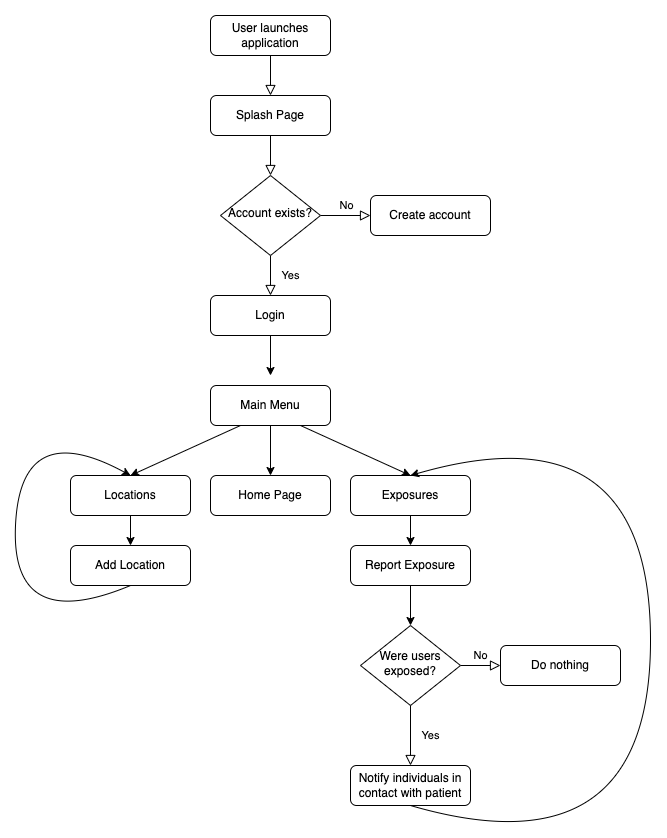 User launches
application
Splash Page
Account exists?
No
Create account
Yes
Login
Main Menu
Locations
Home Page
Exposures
Add Location
Report Exposure
Were users
exposed?
No
Do nothing
Yes
Notify individuals in
contact with patient